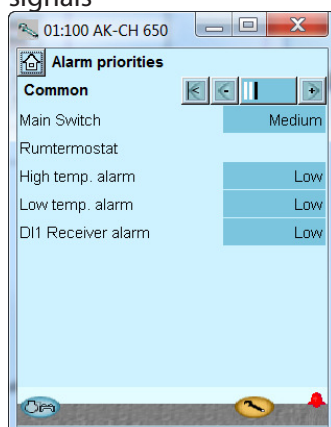 signals
01:100 AK-CH 650
Alarm priorities
Common
Main Switch Medium
Rumtermostat
High temp. alarm Low
Low temp. alarm Low
DI1 Receiver alarm Low